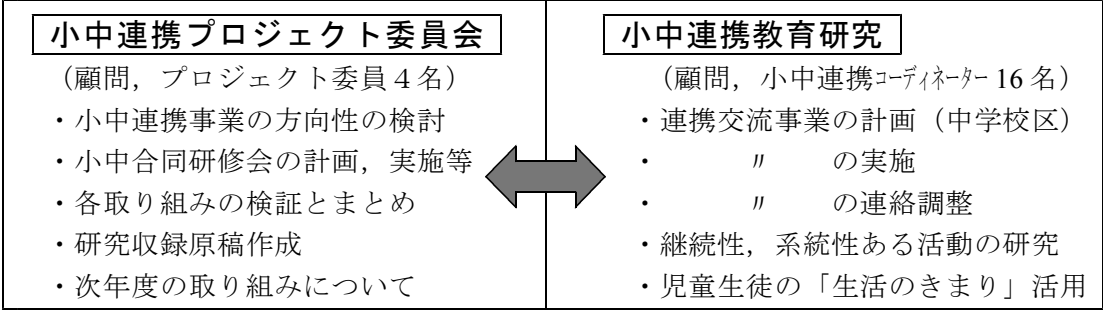 小中連携プロジェクト委員会
(顧問，プロジェクト委員４名)
・小中連携事業の方向性の検討
・小中合同研修会の計画，実施等
・各取り組みの検証とまとめ
・研究収録原稿作成
・次年度の取り組みについて
小中連携教育研究
(顧問，小中連携ｺｰﾃﾞｨﾈｰﾀｰ 16 名)
・連携交流事業の計画（中学校区）
・　　〃　　の実施
・　　〃　　の連絡調整
・継続性，系統性ある活動の研究
・児童生徒の「生活のきまり」活用